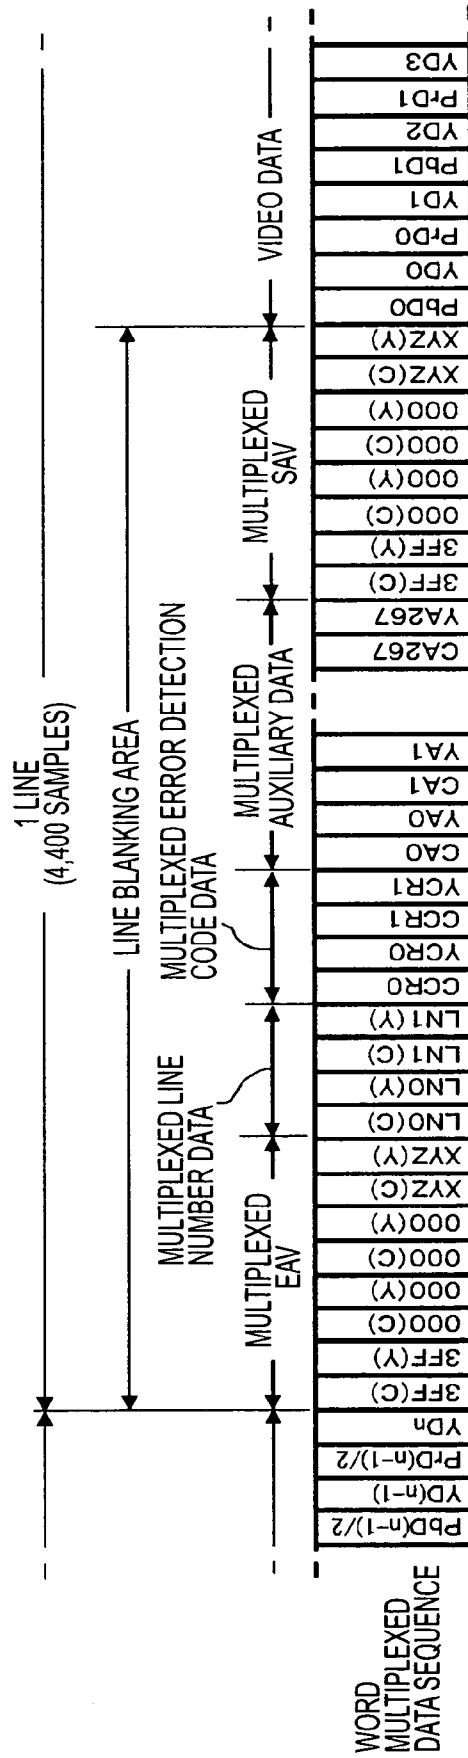 1 LINE
(4,400 SAMPLES)
LINE BLANKING AREA
MULTIPLEXED LINE
NUMBER DATA
MULTIPLEXED ERROR DETECTION
CODE DATA
MULTIPLEXED
EAV
MULTIPLEXED
AUXILIARY DATA
MULTIPLEXED
SAV
VIDEO DATA
WORD
MULTIPLEXED
DATA SEQUENCE
PbD(n-1)/2
YD(n-1)
PrD(n-1)/2
YDn
3FF(C)
3FF(Y)
000(C)
000(Y)
000(C)
000(Y)
XYZ(C)
XYZ(Y)
LN0(C)
LN0(Y)
LN1(C)
LN1(Y)
CCR0
YCR0
CCR1
YCR1
CA0
YA0
CA1
YA1
CA267
YA267
3FF(C)
3FF(Y)
000(C)
000(Y)
000(C)
000(Y)
XYZ(C)
XYZ(Y)
PbD0
YD0
PrD0
YD1
PbD1
YD2
PrD1
YD3